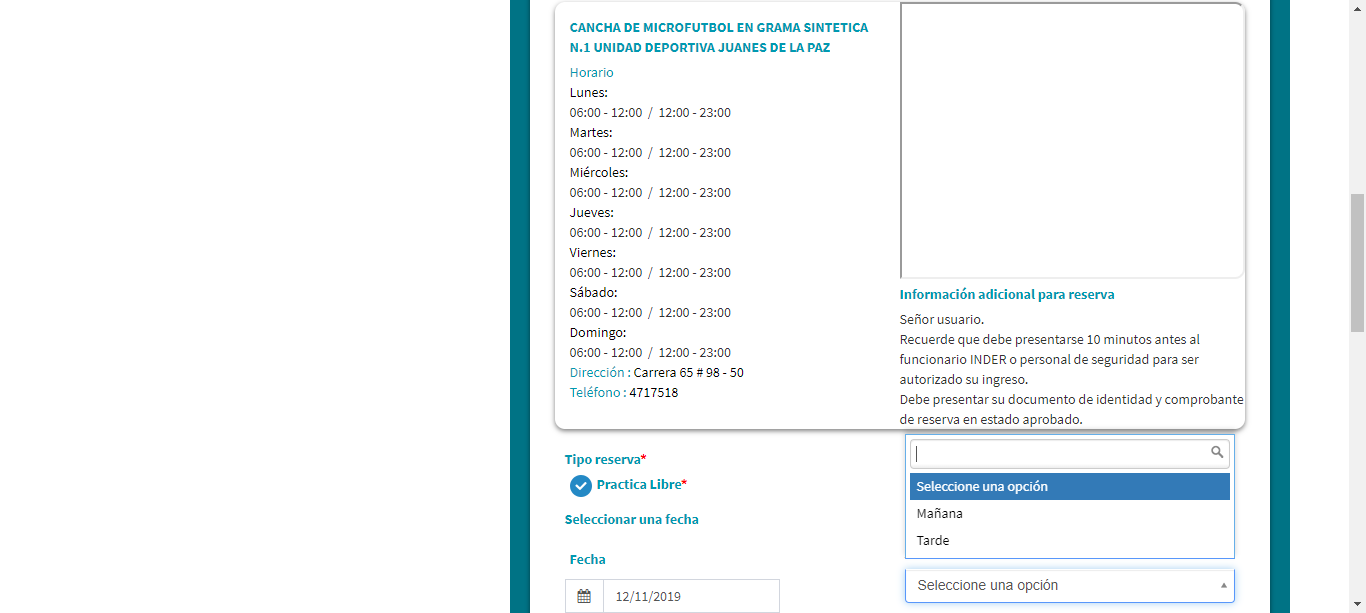 CANCHA DE MICROFUTBOL EN GRAMA SINTETICA
N.1 UNIDAD DEPORTIVA JUANES DE LA PAZ
Horario
Lunes:
06:00 - 12:00 / 12:00 - 23:00
Martes:
06:00 - 12:00 / 12:00 - 23:00
Miércoles:
06:00 - 12:00 / 12:00 - 23:00
Jueves:
06:00 - 12:00 / 12:00 - 23:00
Viernes:
06:00 - 12:00 / 12:00 - 23:00
Sábado:
06:00 - 12:00 / 12:00 - 23:00
Domingo:
06:00 - 12:00 / 12:00 - 23:00
Dirección : Carrera 65 # 98 - 50
Teléfono : 4717518
Información adicional para reserva
Señor usuario.
Recuerde que debe presentarse 10 minutos antes al
funcionario INDER o personal de seguridad para ser
autorizado su ingreso.
Debe presentar su documento de identidad y comprobante
de reserva en estado aprobado.
Tipo reserva*
Practica Libre*
Seleccionar una fecha
Fecha
12/11/2019
Seleccione una opción
Mañana
Tarde
Seleccione una opción